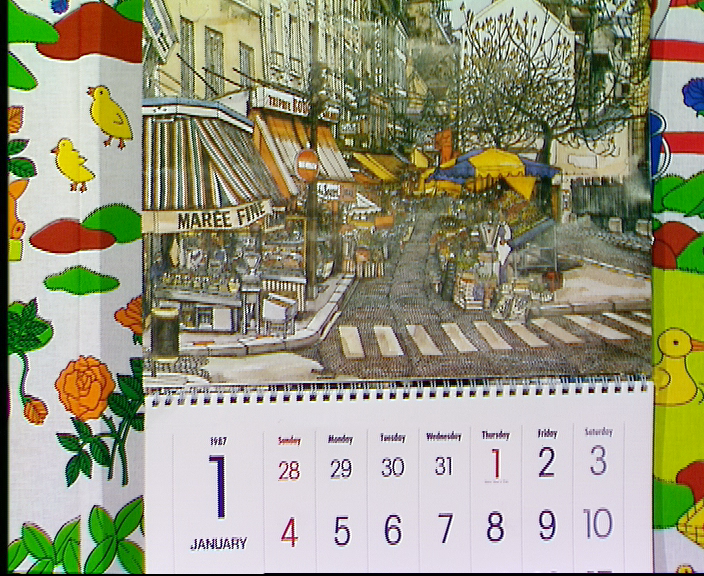 TRIPERIE
MAREE FINE
1987
Sunday Monday Tuesday Wednesday Thursday Friday Saturday
1 28 29 30 31 1 2 3
JANUARY
4 5 6 7 8 9 10